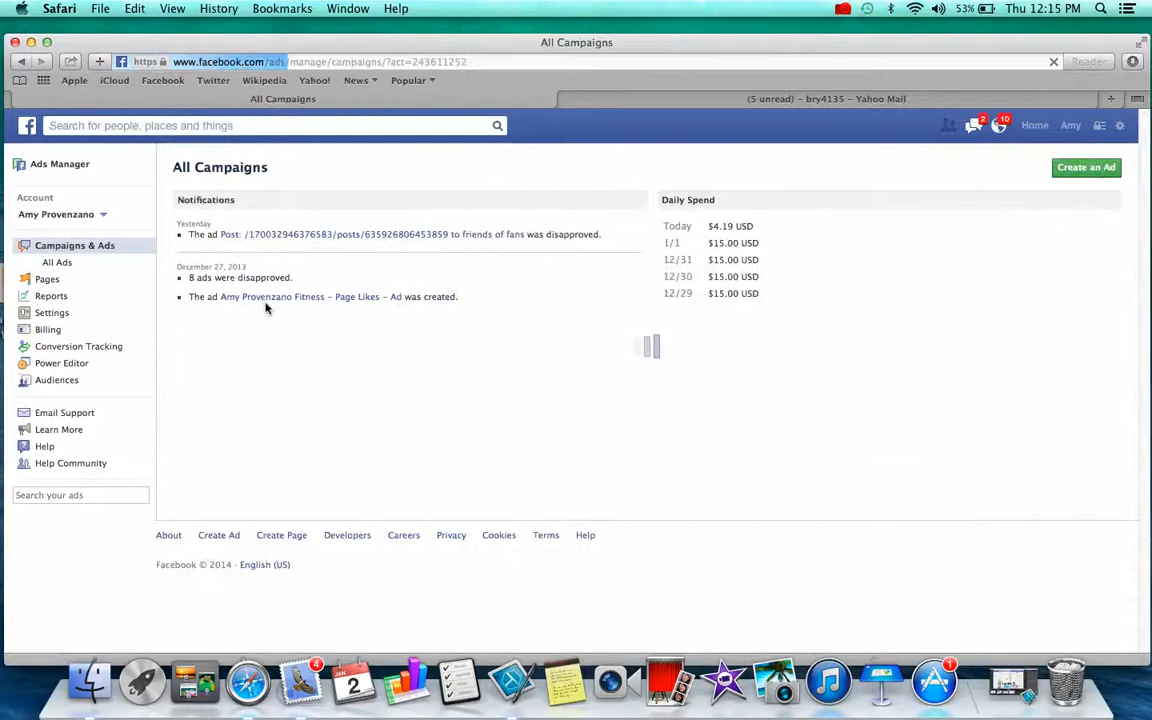 Safari File Edit View History Bookmarks Window Help 53% Thu 12:15 PM
All Campaigns
https www.facebook.com/ads/manage/campaigns/?act=243611252 Reader
Apple iCloud Facebook Twitter Wikipedia Yahoo! News Popular
All Campaigns (5 unread) – bry4135 – Yahoo Mail
Search for people, places and things 2 10 Home Amy
Ads Manager
Account
Amy Provenzano
Campaigns & Ads
All Ads
Pages
Reports
Settings
Billing
Conversion Tracking
Power Editor
Audiences
Email Support
Learn More
Help
Help Community
Search your ads
All Campaigns Create an Ad
Notifications
Yesterday
The ad Post: /170032946376583/posts/635926806453859 to friends of fans was disapproved.
December 27, 2013
8 ads were disapproved.
The ad Amy Provenzano Fitness – Page Likes – Ad was created.
Daily Spend
Today $4.19 USD
1/1 $15.00 USD
12/31 $15.00 USD
12/30 $15.00 USD
12/29 $15.00 USD
About Create Ad Create Page Developers Careers Privacy Cookies Terms Help
Facebook © 2014 · English (US)
4
JAN
2
1